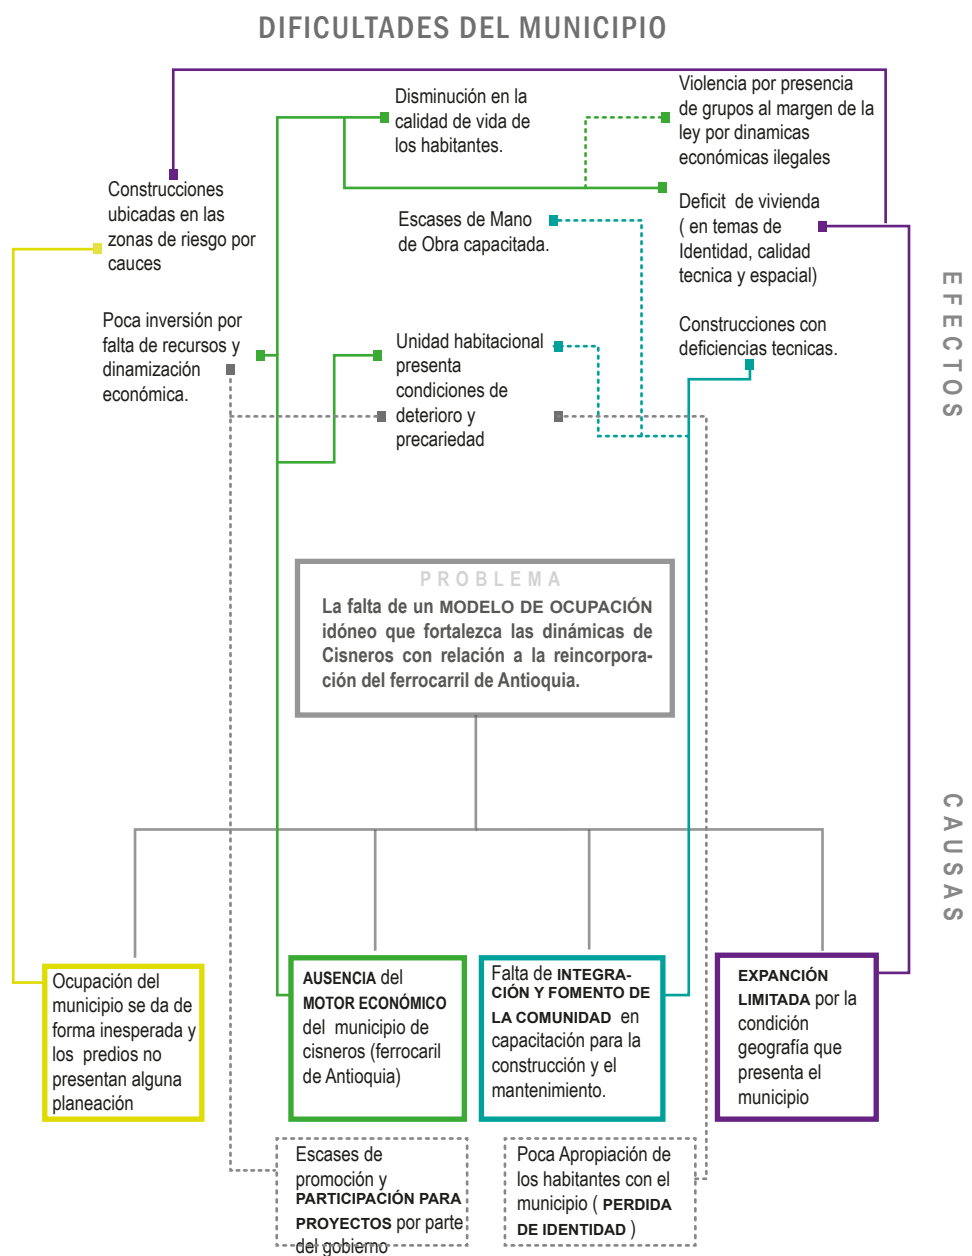 DIFICULTADES DEL MUNICIPIO
Disminución en la
calidad de vida de
los habitantes.
Violencia por presencia
de grupos al margen de la
ley por dinamicas
económicas ilegales
Construcciones
ubicadas en las
zonas de riesgo por
cauces
Escases de Mano
de Obra capacitada.
Deficit de vivienda
( en temas de
Identidad, calidad
tecnica y espacial)
Poca inversión por
falta de recursos y
dinamización
económica.
Unidad habitacional
presenta
condiciones de
deterioro y
precariedad
Construcciones con
deficiencias tecnicas.
EFECTOS
PROBLEMA
La falta de un MODELO DE OCUPACIÓN
idóneo que fortalezca las dinámicas de
Cisneros con relación a la reincorpora-
ción del ferrocarril de Antioquia.
CAUSAS
Ocupación del
municipio se da de
forma inesperada y
los predios no
presentan alguna
planeación
AUSENCIA del
MOTOR ECONÓMICO
del municipio de
cisneros (ferrocaril
de Antioquia)
Falta de INTEGRA-
CIÓN Y FOMENTO DE
LA COMUNIDAD en
capacitación para la
construcción y el
mantenimiento.
EXPANCIÓN
LIMITADA por la
condición
geografía que
presenta el
municipio
Escases de
promoción y
PARTICIPACIÓN PARA
PROYECTOS por parte
del gobierno
Poca Apropiación de
los habitantes con el
municipio ( PERDIDA
DE IDENTIDAD )